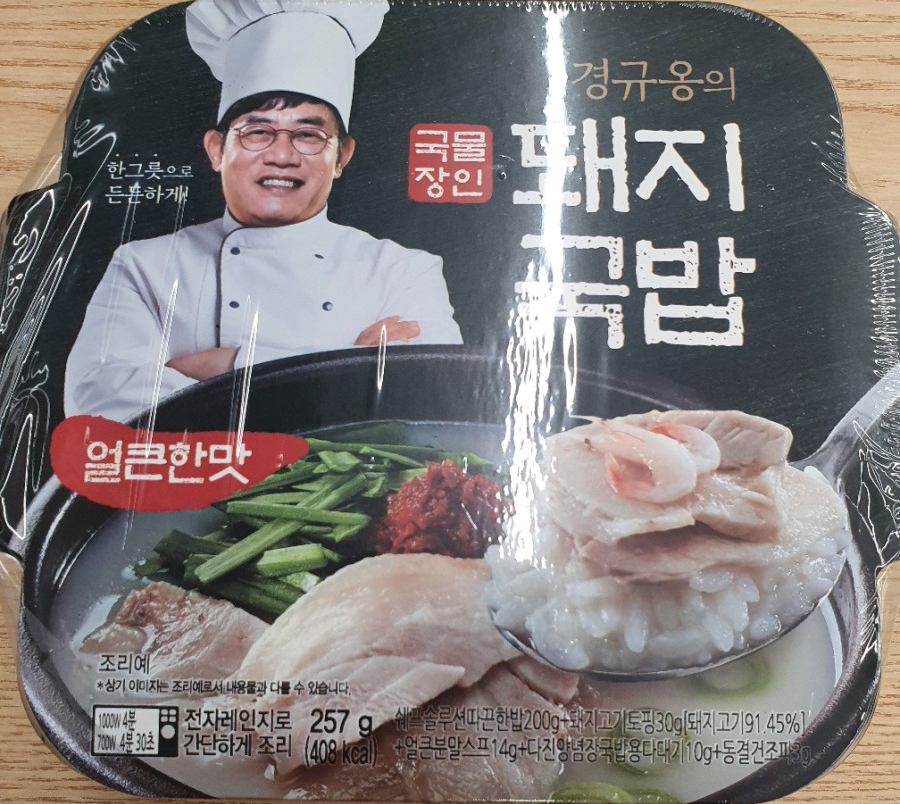 경규옹의
국물
장인
돼지
국밥
한그릇으로
든든하게!
얼큰한맛
조리예
*상기 이미지는 조리예로서 내용물과 다를 수 있습니다.
1000W 4분
700W 4분 30초
전자레인지로
간단하게 조리
257 g
(408 kcal)
쉐프솔루션따끈한밥200g+돼지고기토핑30g[돼지고기91.45%]
+얼큰분말스프14g+다진양념장국밥용다대기10g+동결건조파3g